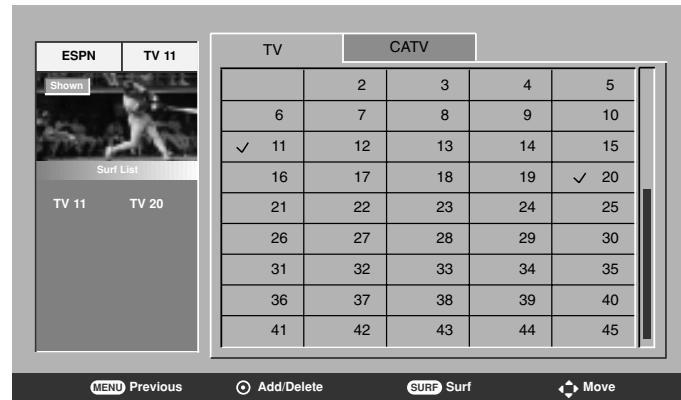 ESPN TV 11
Shown
Surf List
TV 11 TV 20
TV CATV
2 3 4 5
6 7 8 9 10
✓ 11 12 13 14 15
16 17 18 19 ✓ 20
21 22 23 24 25
26 27 28 29 30
31 32 33 34 35
36 37 38 39 40
41 42 43 44 45
MENU Previous Add/Delete SURF Surf Move